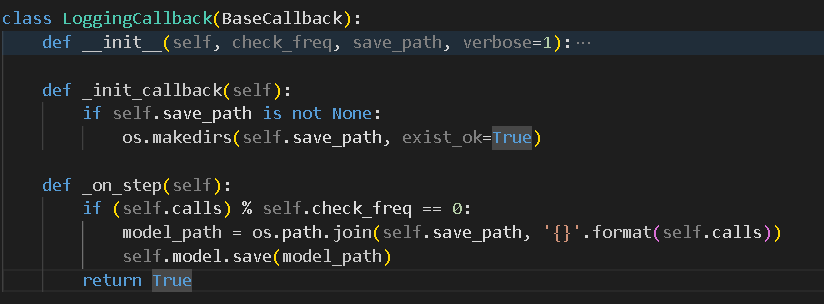 class LoggingCallback(BaseCallback):
    def __init__(self, check_freq, save_path, verbose=1):···
    def _init_callback(self):
        if self.save_path is not None:
            os.makedirs(self.save_path, exist_ok=True)
    def _on_step(self):
        if (self.calls) % self.check_freq == 0:
            model_path = os.path.join(self.save_path, '{}'.format(self.calls))
            self.model.save(model_path)
        return True